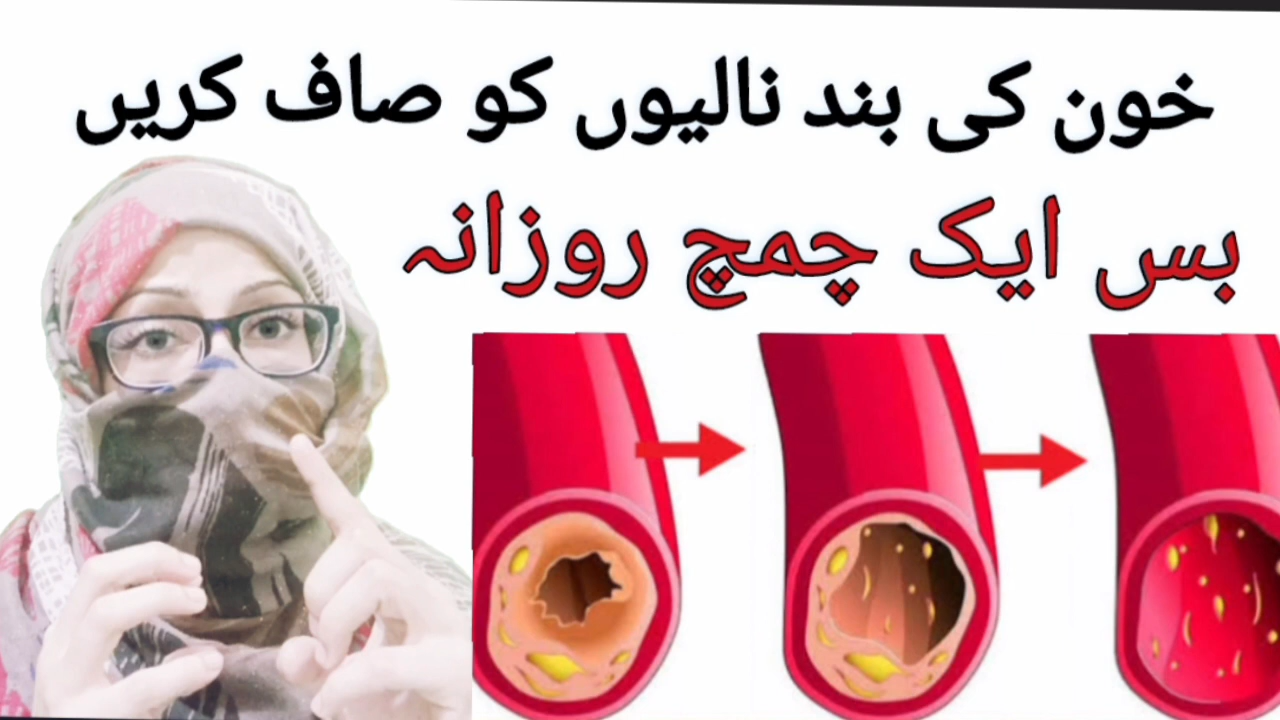 خون کی بند نالیوں کو صاف کریں
بس ایک چمچ روزانہ